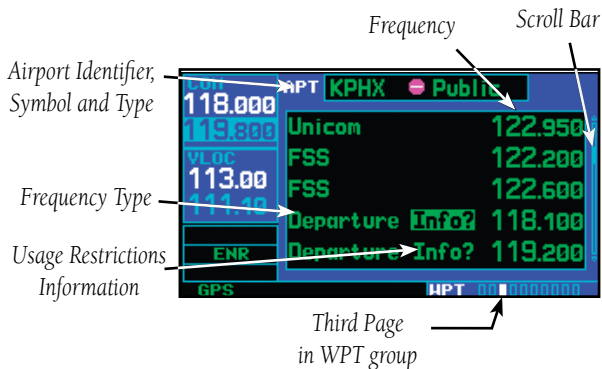 Frequency
Scroll Bar
Airport Identifier,
Symbol and Type
COM
118.000
119.800
APT KPHX Public
Unicom 122.950
FSS 122.200
VLOC
113.00
111.10
FSS 122.600
Frequency Type
Departure Info? 118.100
Departure Info? 119.200
Usage Restrictions
Information
ENR
GPS
WPT
Third Page
in WPT group